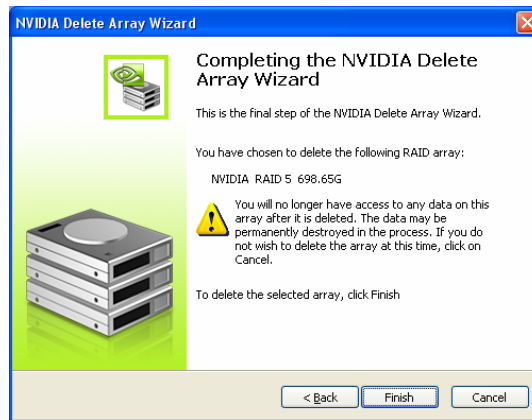 NVIDIA Delete Array Wizard
Completing the NVIDIA Delete
Array Wizard
This is the final step of the NVIDIA Delete Array Wizard.
You have chosen to delete the following RAID array:
NVIDIA RAID 5 698.65G
You will no longer have access to any data on this
array after it is deleted. The data may be
permanently destroyed in the process. If you do
not wish to delete the array at this time, click on
Cancel.
To delete the selected array, click Finish
< Back
Finish
Cancel